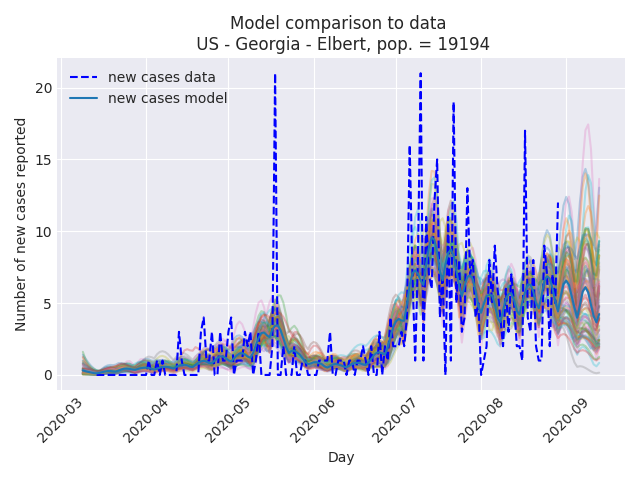 Model comparison to data
US - Georgia - Elbert, pop. = 19194
new cases data
new cases model
Number of new cases reported
20
15
10
5
0
2020-03
2020-04
2020-05
2020-06
2020-07
2020-08
2020-09
Day